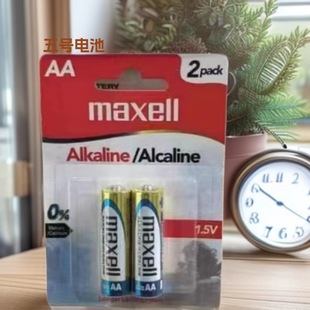 五号电池
AA
2 pack
maxell
Alkaline/Alcaline
0%
1.5V
maxell
AA
maxell
AA